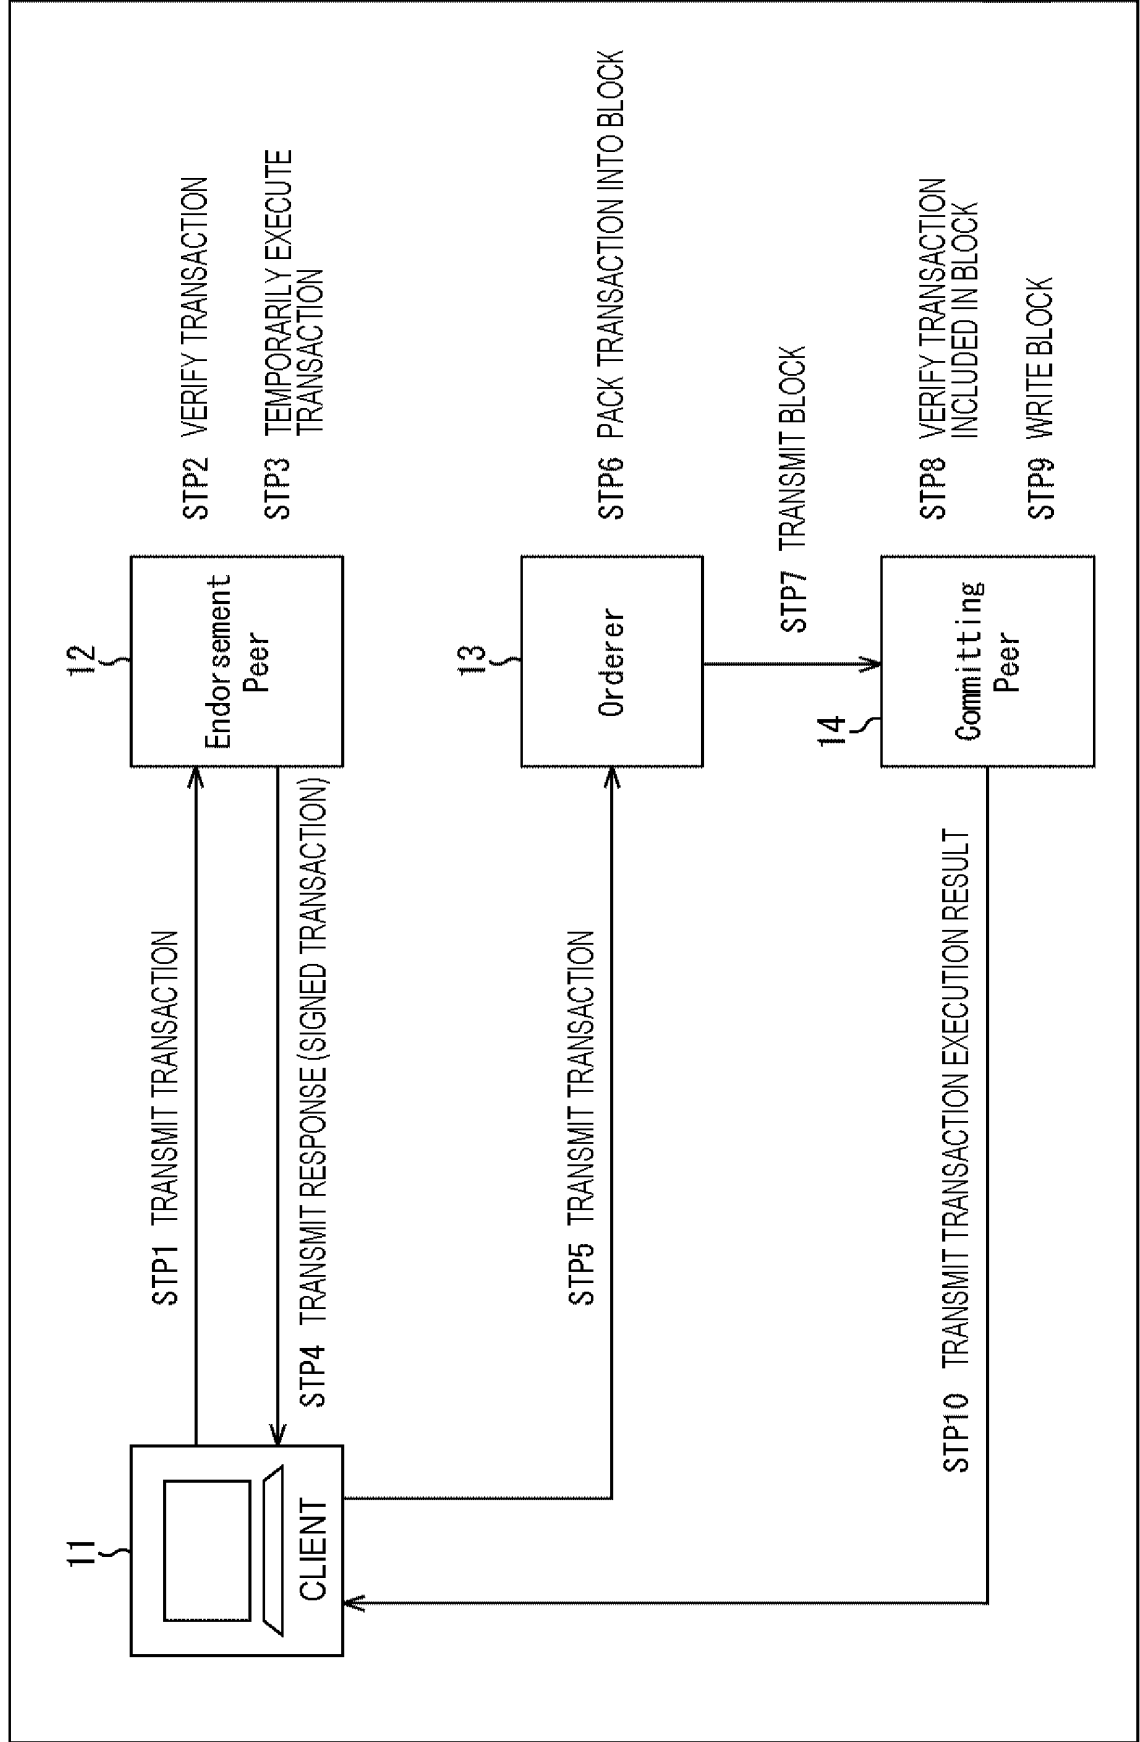 11
CLIENT
STP1 TRANSMIT TRANSACTION
12
Endorsement
Peer
STP2 VERIFY TRANSACTION
STP3 TEMPORARILY EXECUTE
TRANSACTION
STP4 TRANSMIT RESPONSE (SIGNED TRANSACTION)
STP5 TRANSMIT TRANSACTION
13
Orderer
STP6 PACK TRANSACTION INTO BLOCK
STP7 TRANSMIT BLOCK
14
Committing
Peer
STP8 VERIFY TRANSACTION
INCLUDED IN BLOCK
STP9 WRITE BLOCK
STP10 TRANSMIT TRANSACTION EXECUTION RESULT